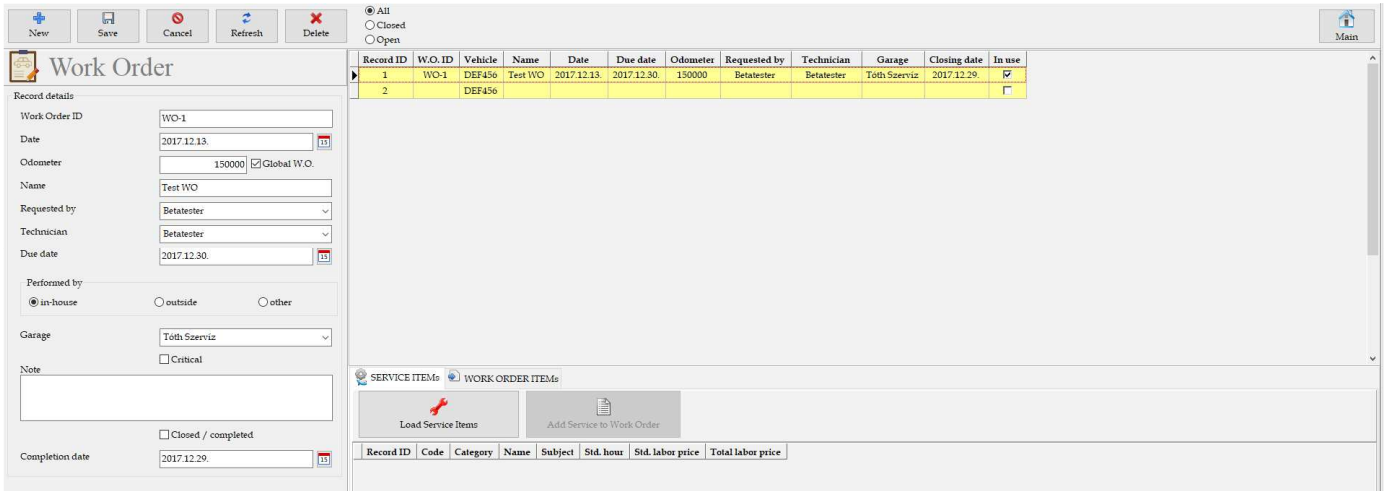 New Save Cancel Refresh Delete
All
Closed
Open
Main
Work Order
Record details
Work Order ID WO-1
Date 2017.12.13. 15
Odometer 150000 Global W.O.
Name Test WO
Requested by Betatester
Technician Betatester
Due date 2017.12.30. 15
Performed by
in-house outside other
Garage Tóth Szervíz
Critical
Note
Closed / completed
Completion date 2017.12.29. 15
Record ID W.O. ID Vehicle Name Date Due date Odometer Requested by Technician Garage Closing date In use
1 WO-1 DEF456 Test WO 2017.12.13. 2017.12.30. 150000 Betatester Betatester Tóth Szervíz 2017.12.29.
2 DEF456
SERVICE ITEMs WORK ORDER ITEMs
Load Service Items Add Service to Work Order
Record ID Code Category Name Subject Std. hour Std. labor price Total labor price